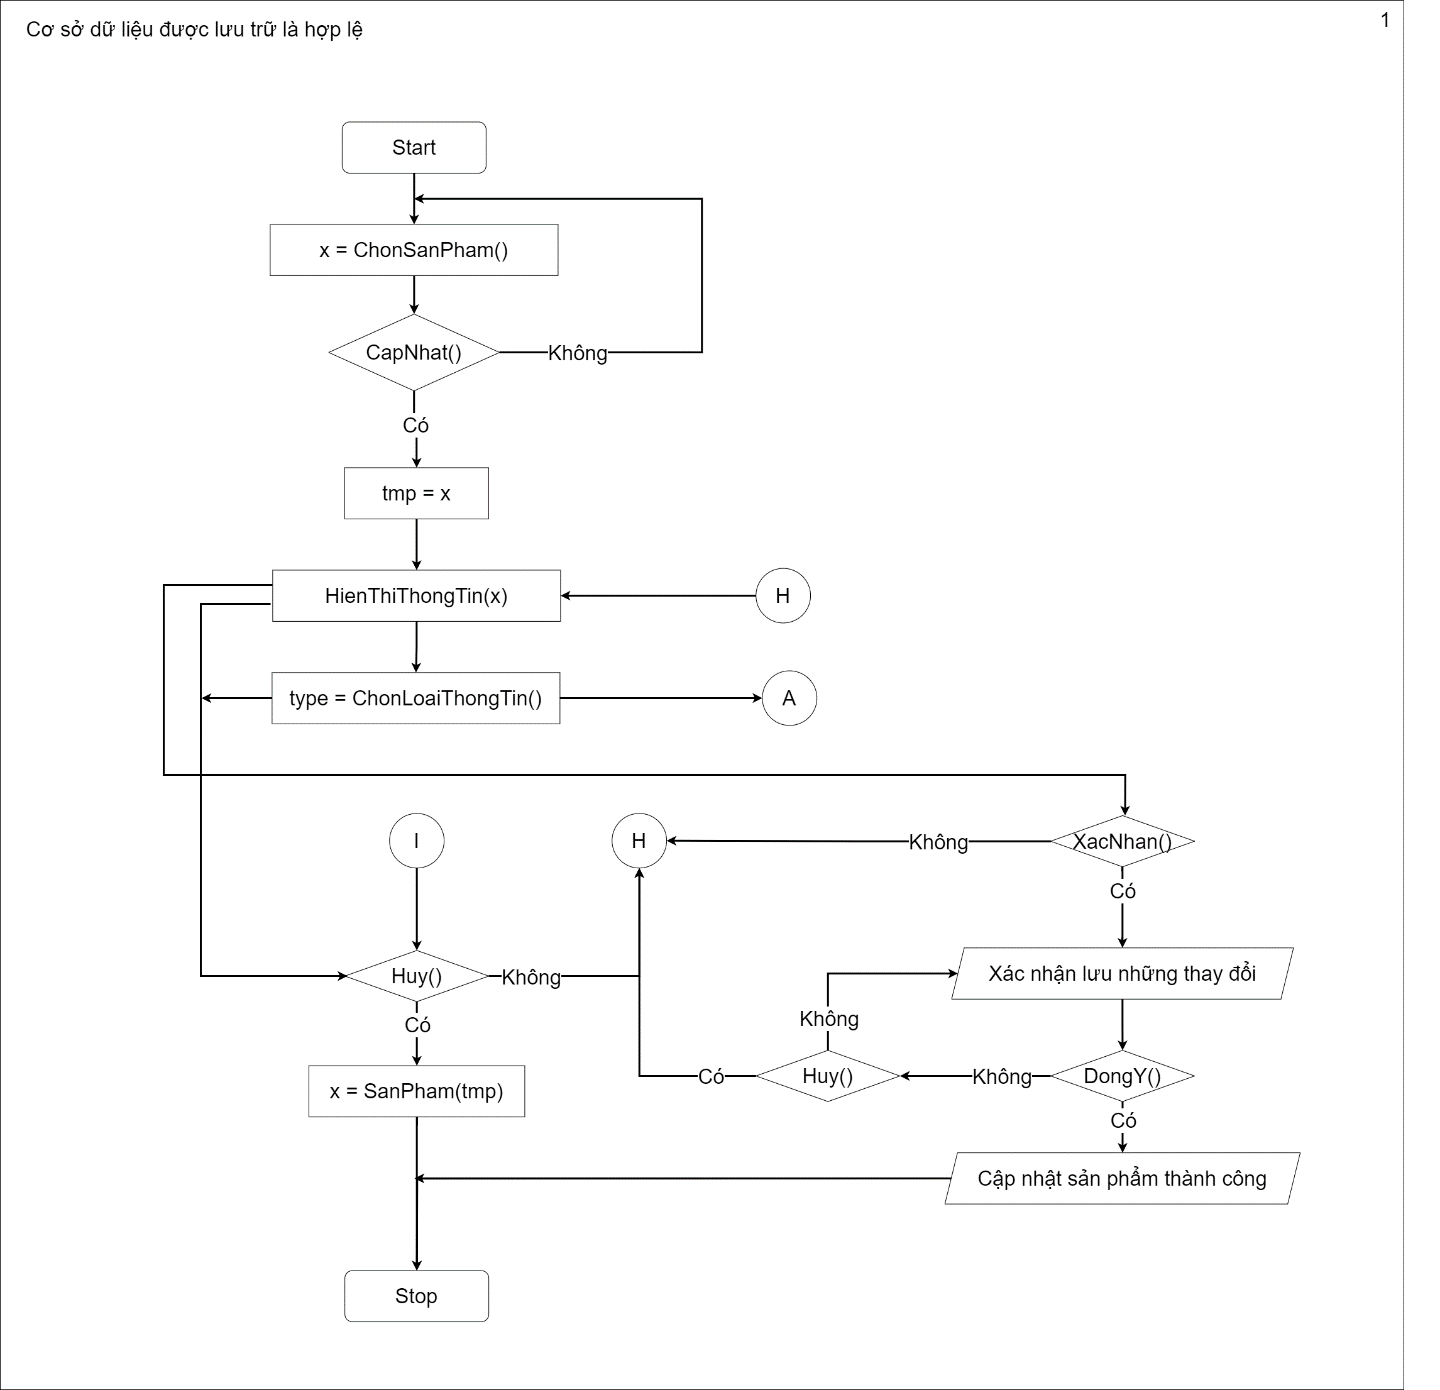 Cơ sở dữ liệu được lưu trữ là hợp lệ
1
Start
x = ChonSanPham()
CapNhat()
Không
Có
tmp = x
HienThiThongTin(x)
H
type = ChonLoaiThongTin()
A
I
H
Không
XacNhan()
Có
Huy()
Không
Xác nhận lưu những thay đổi
Không
Có
Có
Huy()
Không
DongY()
x = SanPham(tmp)
Có
Cập nhật sản phẩm thành công
Stop